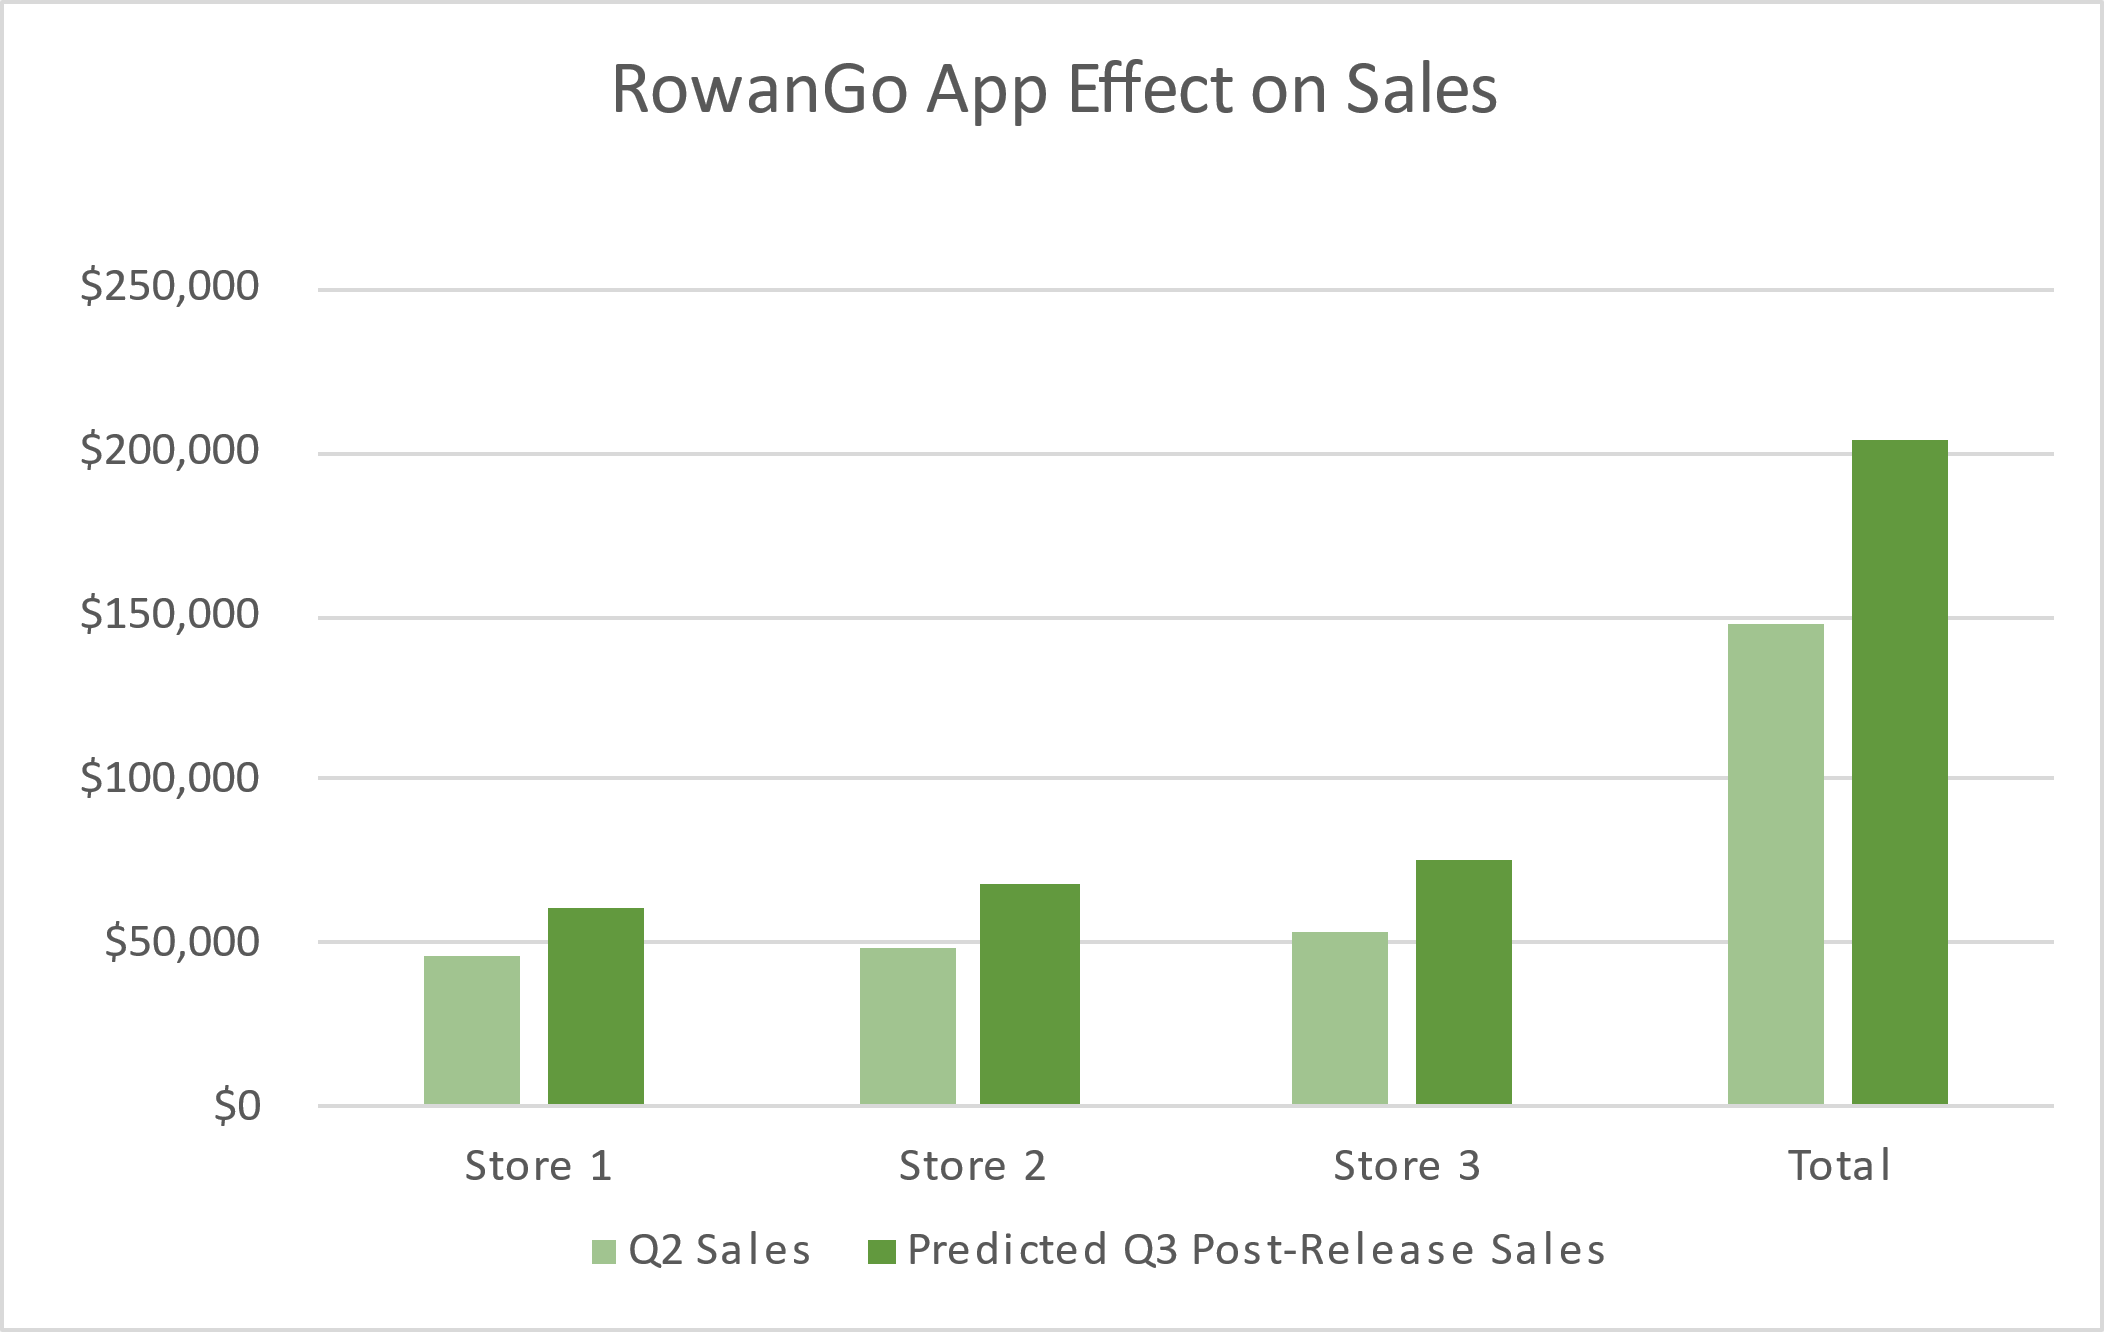 RowanGo App Effect on Sales
$250,000
$200,000
$150,000
$100,000
$50,000
$0
Store 1 Store 2 Store 3 Total
Q2 Sales Predicted Q3 Post-Release Sales